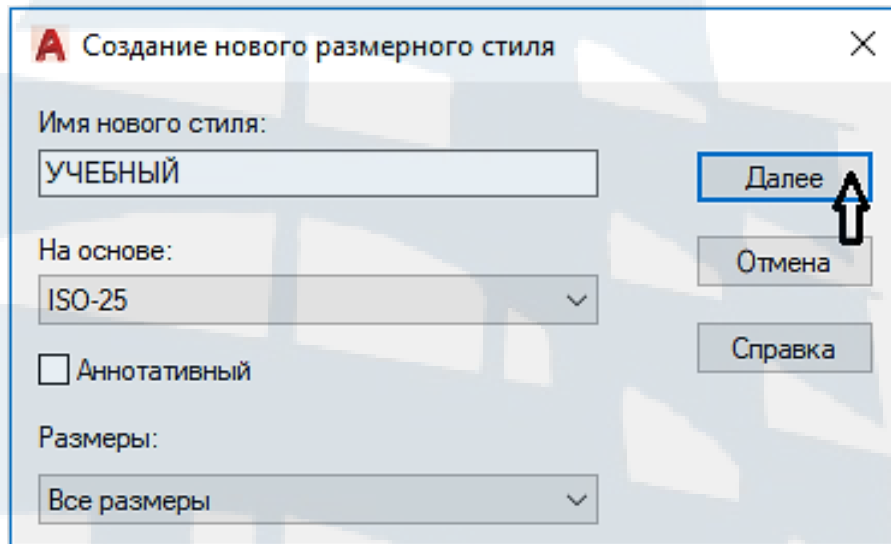 Создание нового размерного стиля
Имя нового стиля:
УЧЕБНЫЙ
Далее
На основе:
Отмена
ISO-25
Справка
Аннотативный
Размеры:
Все размеры